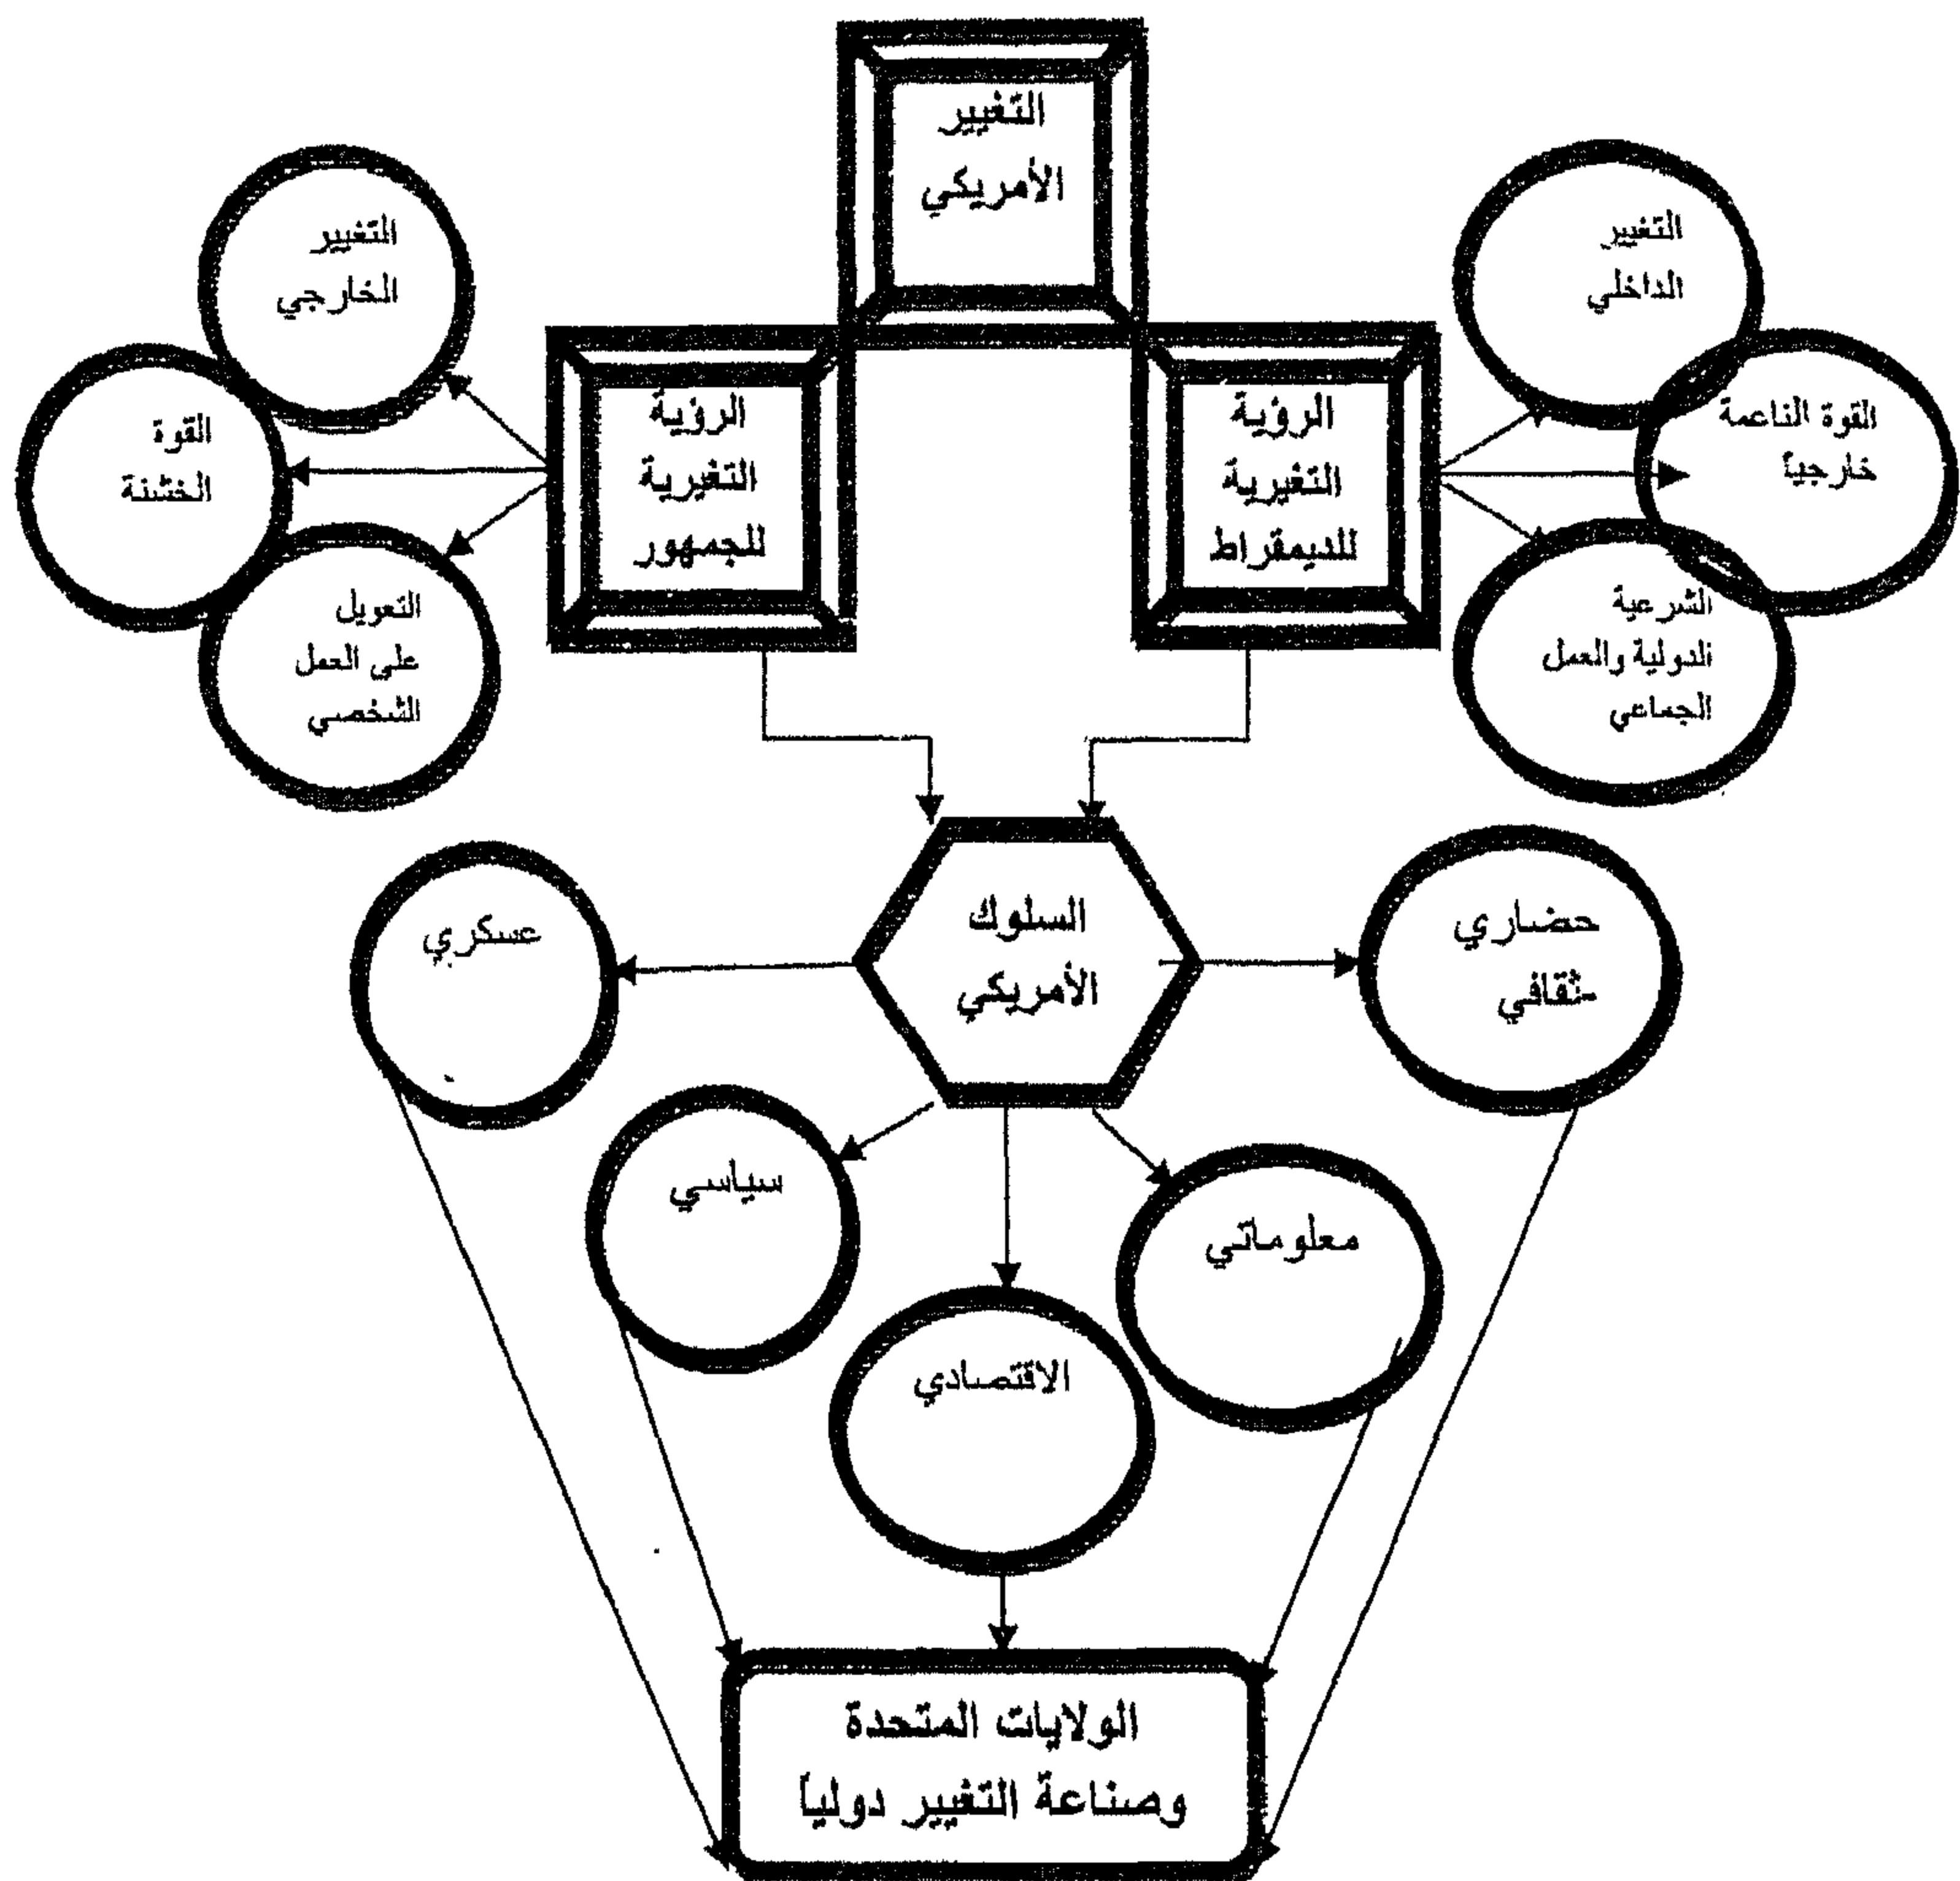 التغيير
الأمريكي
التغيير
الداخلي
القوة الناعمة
خارجياً
الشرعية
الدولية والعمل
الجماعي
الرؤية
التغيرية
للديمقراط
الرؤية
التغيرية
للجمهور
التغيير
الخارجي
القوة
الخشنة
التعويل
على العمل
الشخصي
السلوك
الأمريكي
حضاري
-ثقافي
معلوماتي
الاقتصادي
سياسي
عسكري
الولايات المتحدة
وصناعة التغيير دولياً